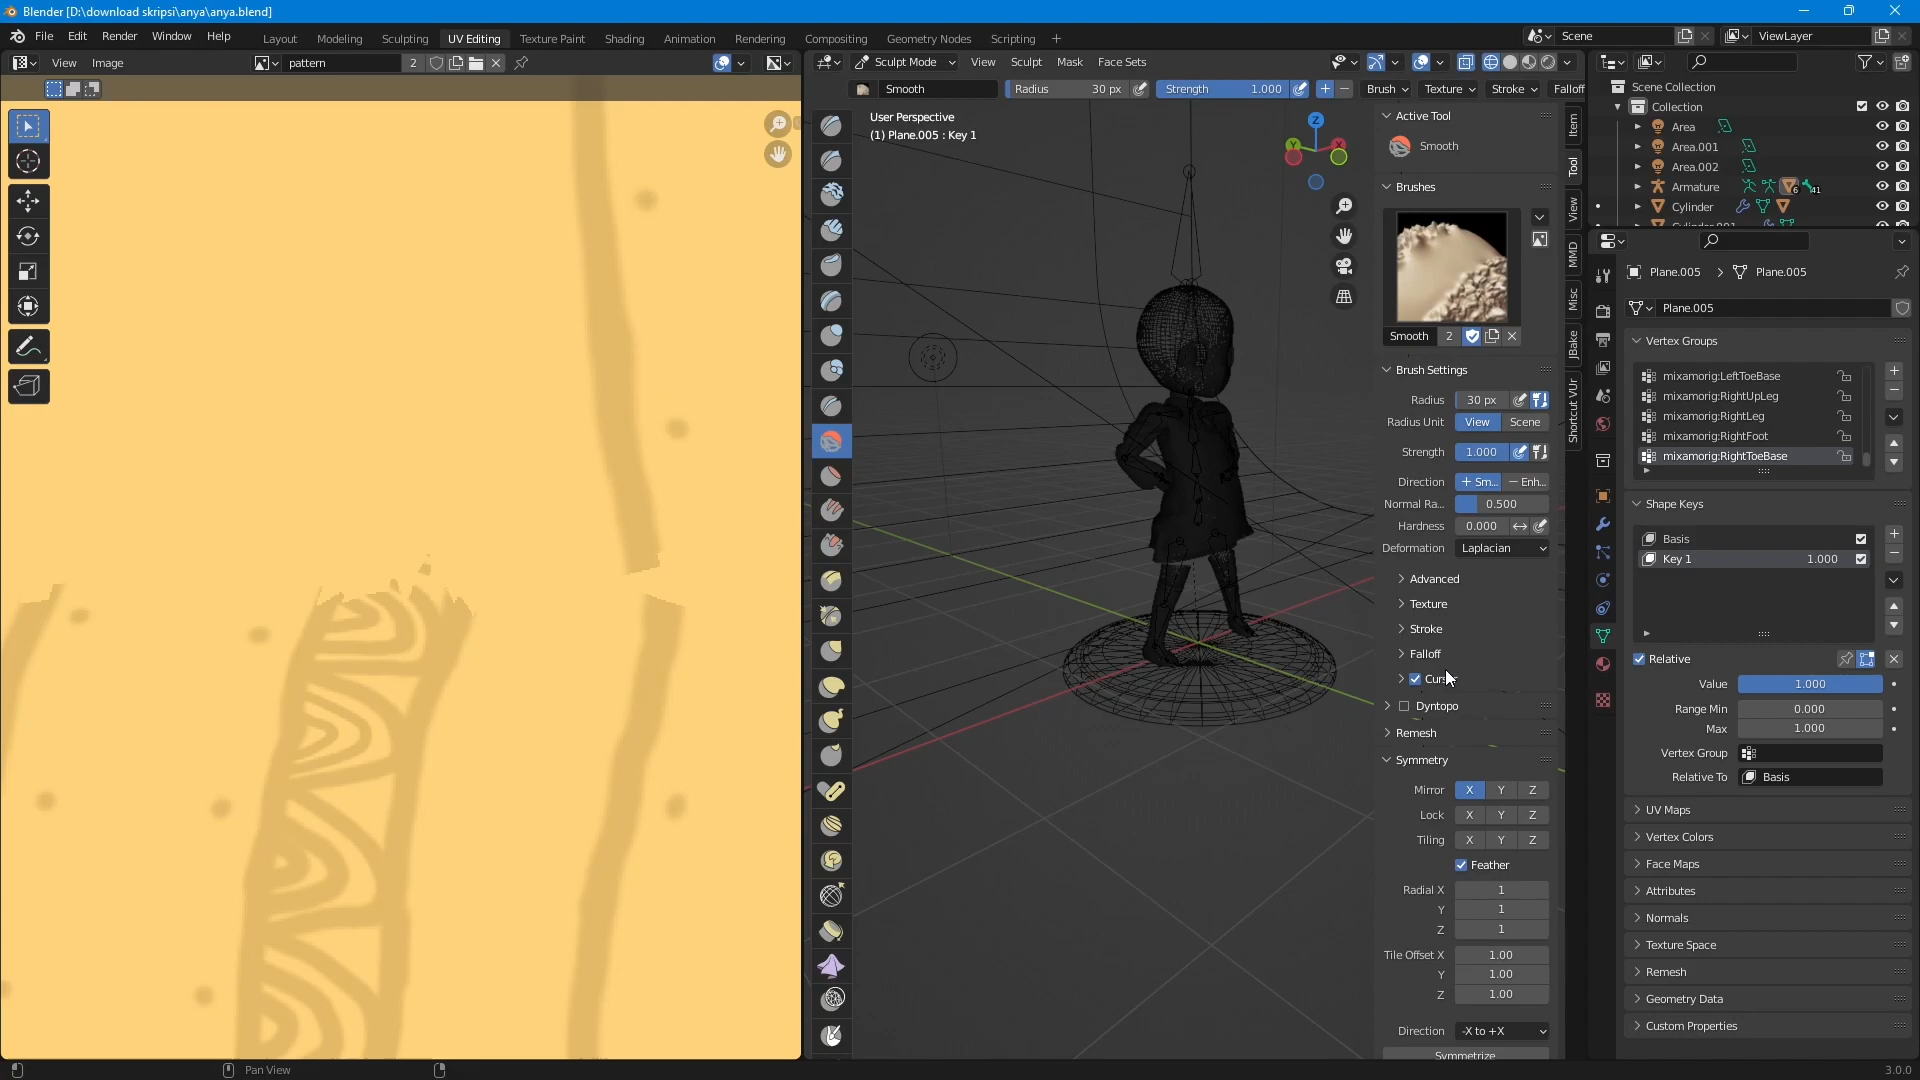 Blender [D:\download skripsi\anya\anya.blend]
File Edit Render Window Help
Layout Modeling Sculpting UV Editing Texture Paint Shading Animation Rendering Compositing Geometry Nodes Scripting +
Scene
ViewLayer
View Image
pattern 2
Sculpt Mode View Sculpt Mask Face Sets
Smooth Radius 30 px Strength 1.000 Brush Texture Stroke Falloff
User Perspective
(1) Plane.005 : Key 1
Z
Y
X
Active Tool
Smooth
Brushes
Smooth 2
Brush Settings
Radius 30 px
Radius Unit View Scene
Strength 1.000
Direction + Sm... − Enh...
Normal Ra... 0.500
Hardness 0.000
Deformation Laplacian
Advanced
Texture
Stroke
Falloff
Dyntopo
Remesh
Symmetry
Mirror X Y Z
Lock X Y Z
Tiling X Y Z
Feather
Radial X 1
Y 1
Z 1
Tile Offset X 1.00
Y 1.00
Z 1.00
Direction -X to +X
Symmetrize
Item
Tool
View
MMD
Misc
JBake
Shortcut VUr
Scene Collection
Collection
Area
Area.001
Area.002
Armature 6 41
Cylinder
Cylinder.001
Plane.005 > Plane.005
Plane.005
Vertex Groups
mixamorig:LeftToeBase
mixamorig:RightUpLeg
mixamorig:RightLeg
mixamorig:RightFoot
mixamorig:RightToeBase
Shape Keys
Basis
Key 1 1.000
Relative
Value 1.000
Range Min 0.000
Max 1.000
Vertex Group
Relative To Basis
UV Maps
Vertex Colors
Face Maps
Attributes
Normals
Texture Space
Remesh
Geometry Data
Custom Properties
Pan View
3.0.0